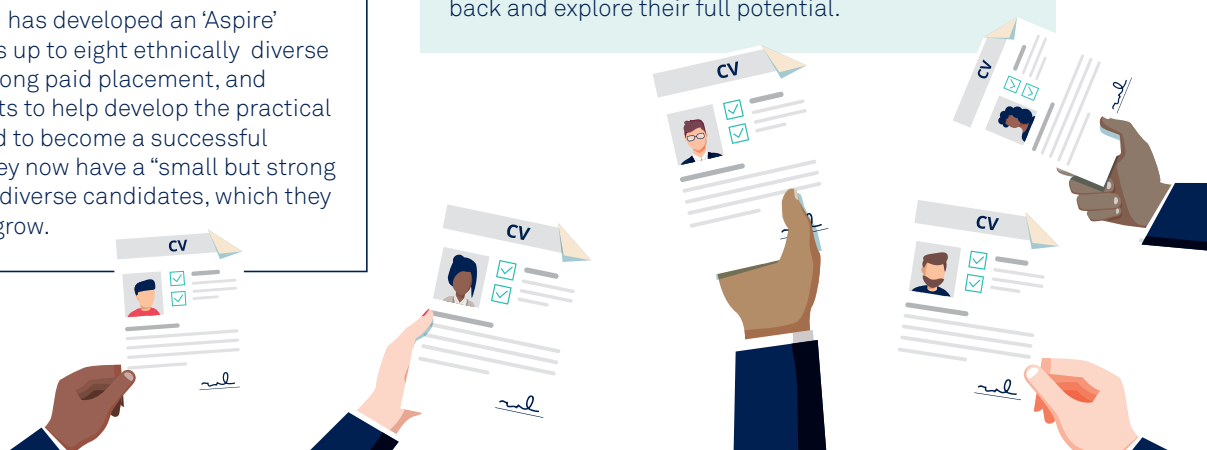 has developed an ‘Aspire’
s up to eight ethnically diverse
ong paid placement, and
ts to help develop the practical
d to become a successful
ey now have a “small but strong
diverse candidates, which they
grow.
back and explore their full potential.
CV
CV
CV
CV
CV